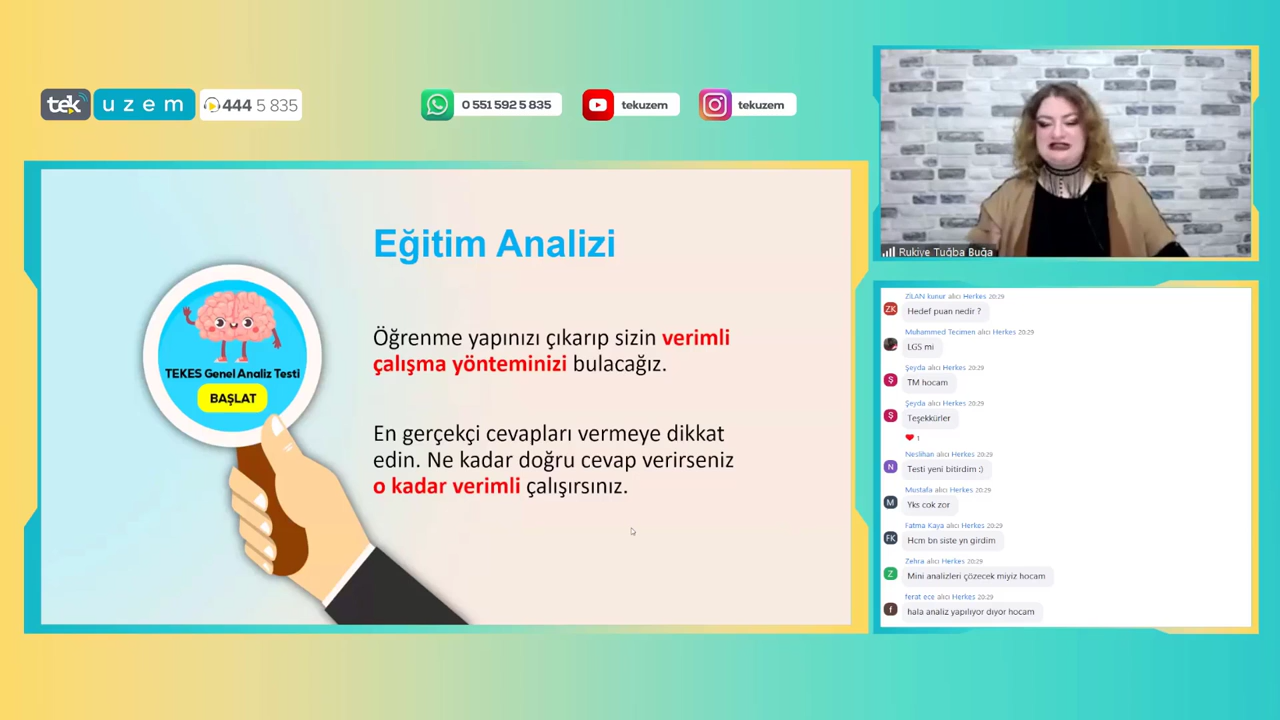 tek uzem 444 5 835
0 551 592 5 835
tekuzem
tekuzem
Eğitim Analizi
Öğrenme yapınızı çıkarıp sizin verimli
çalışma yönteminizi bulacağız.
En gerçekçi cevapları vermeye dikkat
edin. Ne kadar doğru cevap verirseniz
o kadar verimli çalışırsınız.
TEKES Genel Analiz Testi
BAŞLAT
Rukiye Tuğba Buğa
ZİLAN kunur alıcı Herkes 20:29
ZK
Hedef puan nedir ?
Muhammed Tecimen alıcı Herkes 20:29
LGS mi
Şeyda alıcı Herkes 20:29
Ş
TM hocam
Şeyda alıcı Herkes 20:29
Ş
Teşekkürler
1
Neslihan alıcı Herkes 20:29
N
Testi yeni bitirdim :)
Mustafa alıcı Herkes 20:29
M
Yks cok zor
Fatma Kaya alıcı Herkes 20:29
FK
Hcm bn siste yn girdim
Zehra alıcı Herkes 20:29
Z
Mini analizleri çözecek miyiz hocam
ferat ece alıcı Herkes 20:29
f
hala analiz yapılıyor dıyor hocam